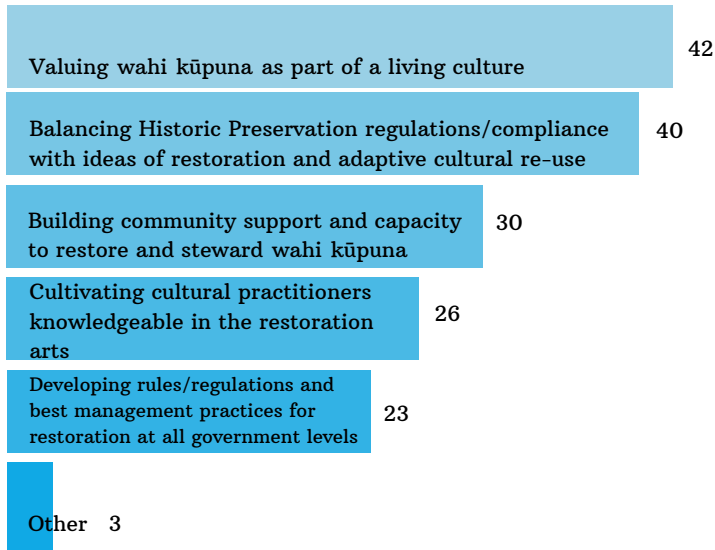 Valuing wahi kūpuna as part of a living culture
42
Balancing Historic Preservation regulations/compliance
with ideas of restoration and adaptive cultural re-use
40
Building community support and capacity
to restore and steward wahi kūpuna
30
Cultivating cultural practitioners
knowledgeable in the restoration
arts
26
Developing rules/regulations and
best management practices for
restoration at all government levels
23
Other 3